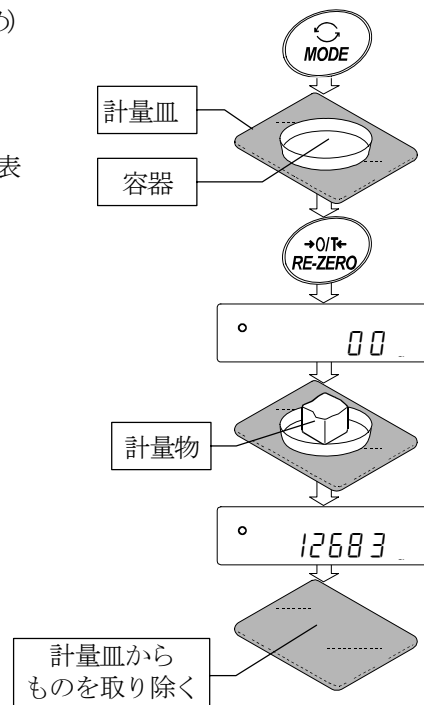 め)
MODE
計量皿
表
容器
→0/T←
RE-ZERO
00
計量物
12683
計量皿から
ものを取り除く